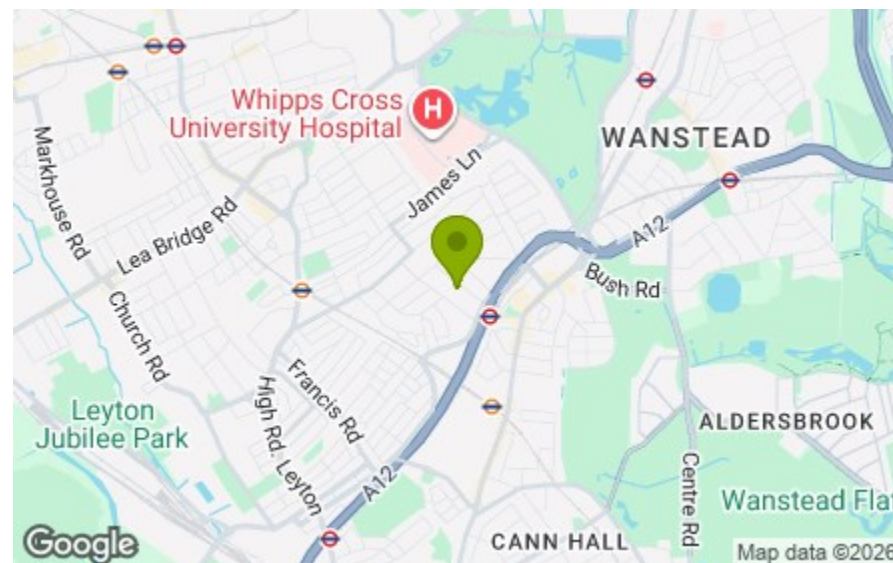 Whipps Cross
University Hospital
H
WANSTEAD
James Ln
Markhouse Rd
Lea Bridge Rd
A12
Bush Rd
Church Rd
Francis Rd
High Rd. Leyton
Leyton
Jubilee Park
ALDERSBROOK
A12
Centre Rd
Wanstead Fla
CANN HALL
Google
Map data ©2026